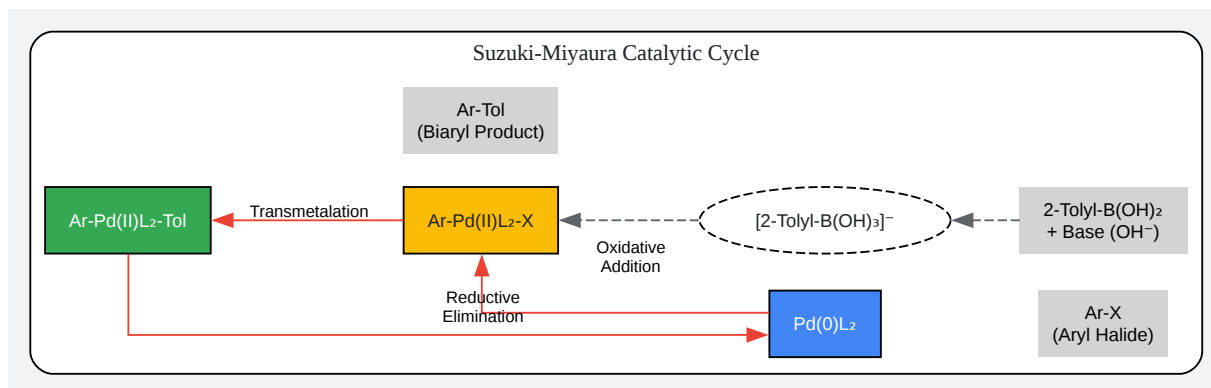 Suzuki-Miyaura Catalytic Cycle
Ar-Tol
(Biaryl Product)
Ar-Pd(II)L₂-Tol
Transmetalation
Ar-Pd(II)L₂-X
[2-Tolyl-B(OH)₃]⁻
2-Tolyl-B(OH)₂
+ Base (OH⁻)
Oxidative
Addition
Reductive
Elimination
Pd(0)L₂
Ar-X
(Aryl Halide)